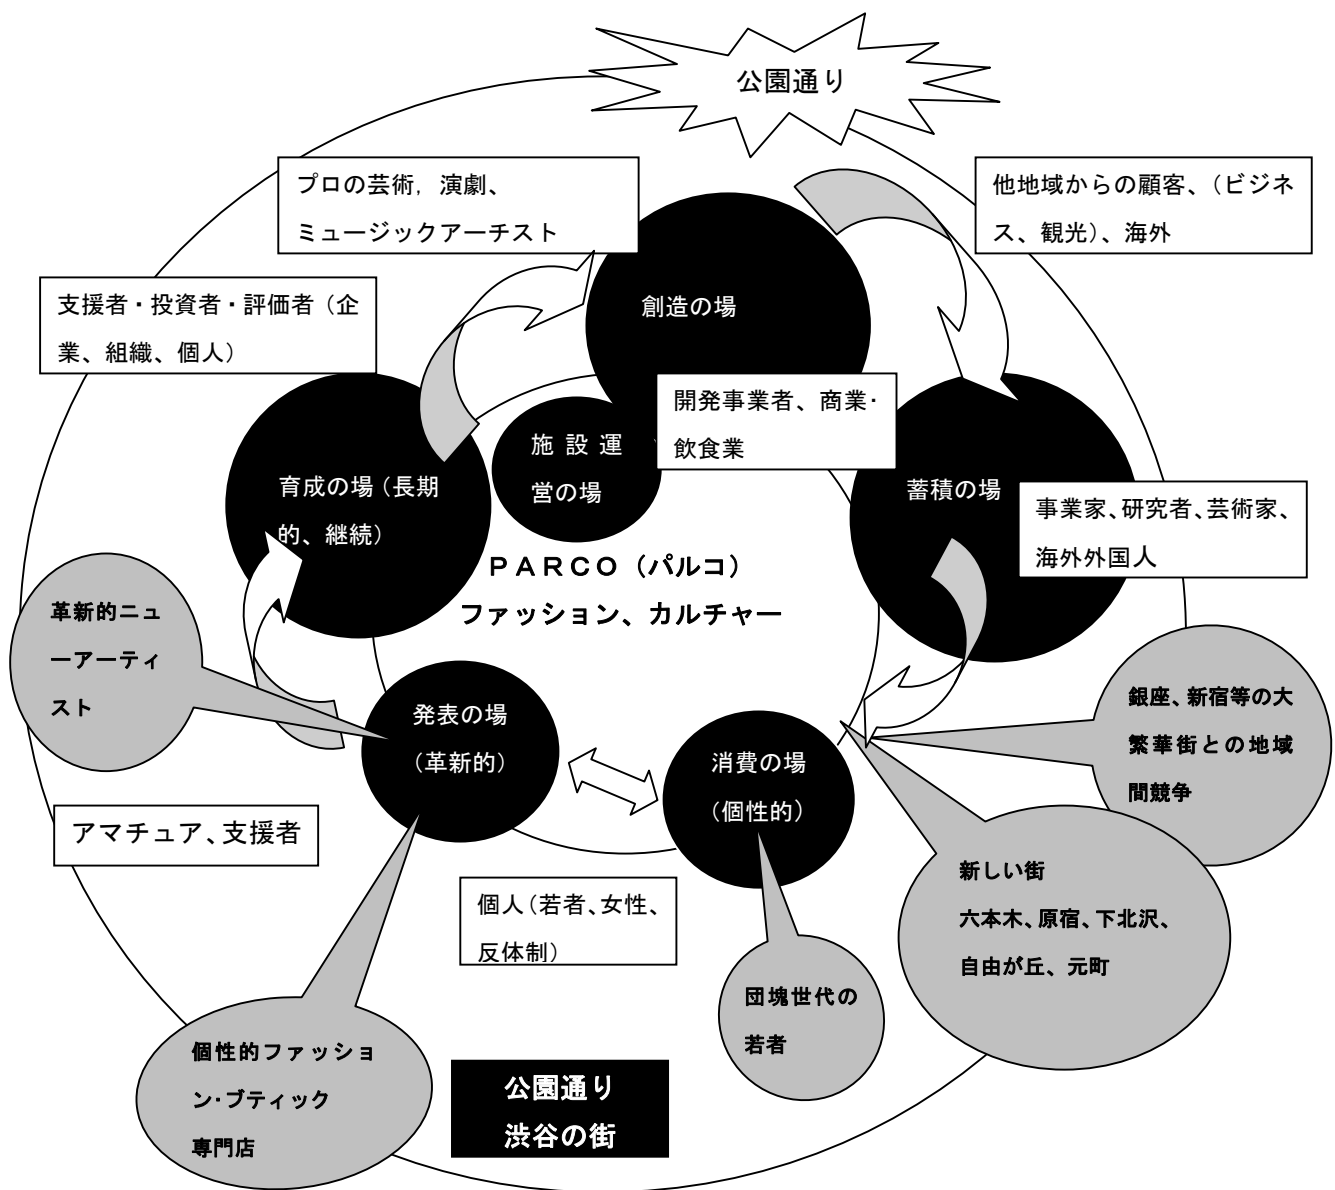 公園通り
プロの芸術,演劇、
ミュージックアーチスト
他地域からの顧客、（ビジネ
ス、観光）、海外
支援者・投資者・評価者（企
業、組織、個人）
創造の場
開発事業者、商業・
飲食業
施設運
営の場
育成の場（長期
的、継続）
蓄積の場
事業家、研究者、芸術家、
海外外国人
ＰＡＲＣＯ（パルコ）
ファッション、カルチャー
革新的ニュ
ーアーティ
スト
発表の場
（革新的）
消費の場
（個性的）
銀座、新宿等の大
繁華街との地域
間競争
アマチュア、支援者
新しい街
六本木、原宿、下北沢、
自由が丘、元町
個人（若者、女性、
反体制）
団塊世代の
若者
個性的ファッショ
ン・ブティック
専門店
公園通り
渋谷の街